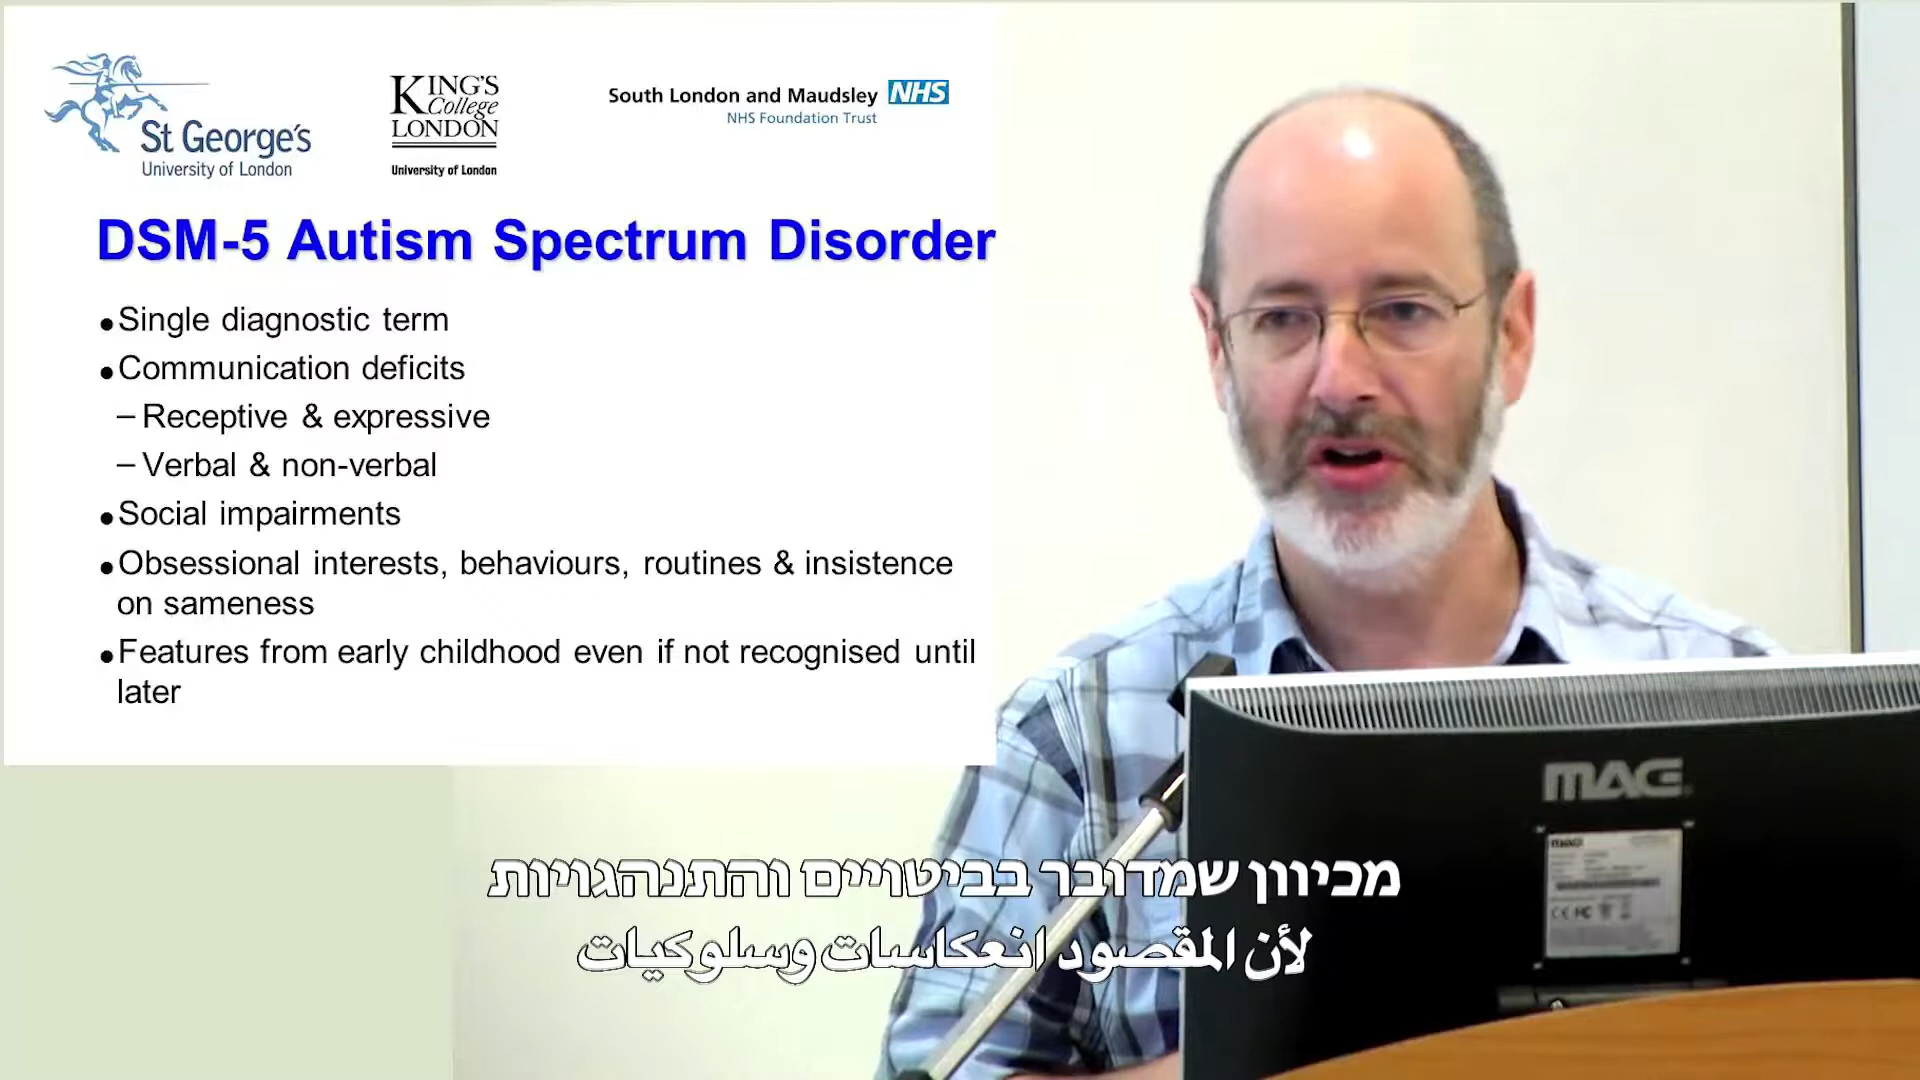 St George's
University of London
KING'S
College
LONDON
University of London
South London and Maudsley NHS
NHS Foundation Trust
DSM-5 Autism Spectrum Disorder
•Single diagnostic term
•Communication deficits
–Receptive & expressive
–Verbal & non-verbal
•Social impairments
•Obsessional interests, behaviours, routines & insistence
on sameness
•Features from early childhood even if not recognised until
later
MAG
MAG
CE FC
מכיוון שמדובר בביטויים והתנהגויות
لأن المقصود انعكاسات وسلوكيات